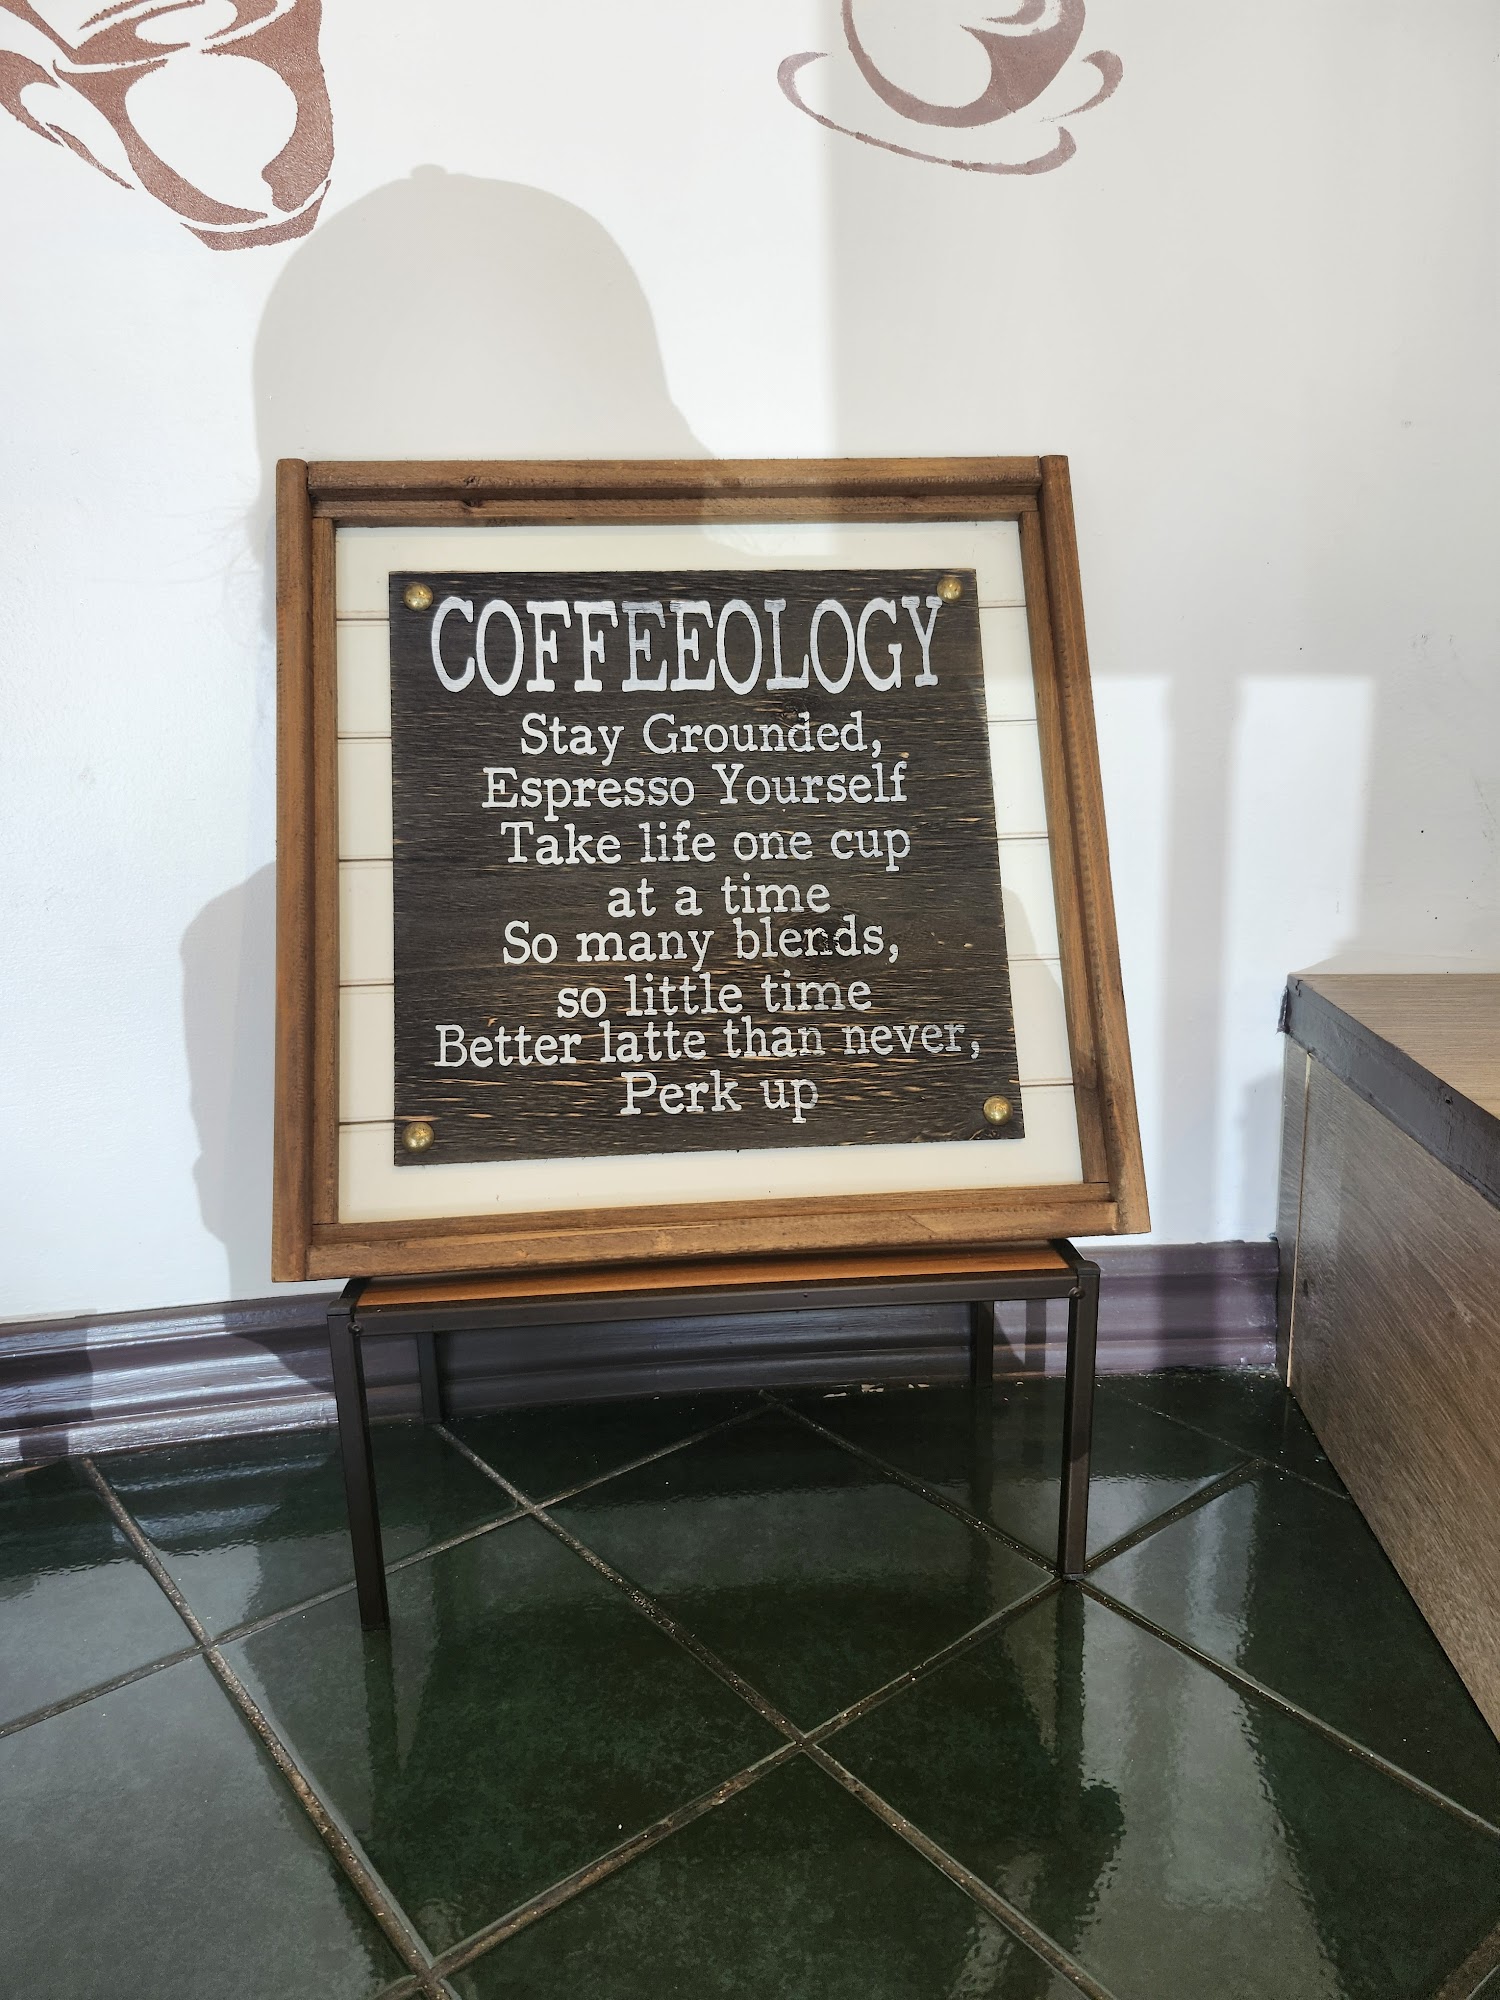 COFFEEOLOGY
Stay Grounded,
Espresso Yourself
Take life one cup
at a time
So many blends,
so little time
Better latte than never,
Perk up